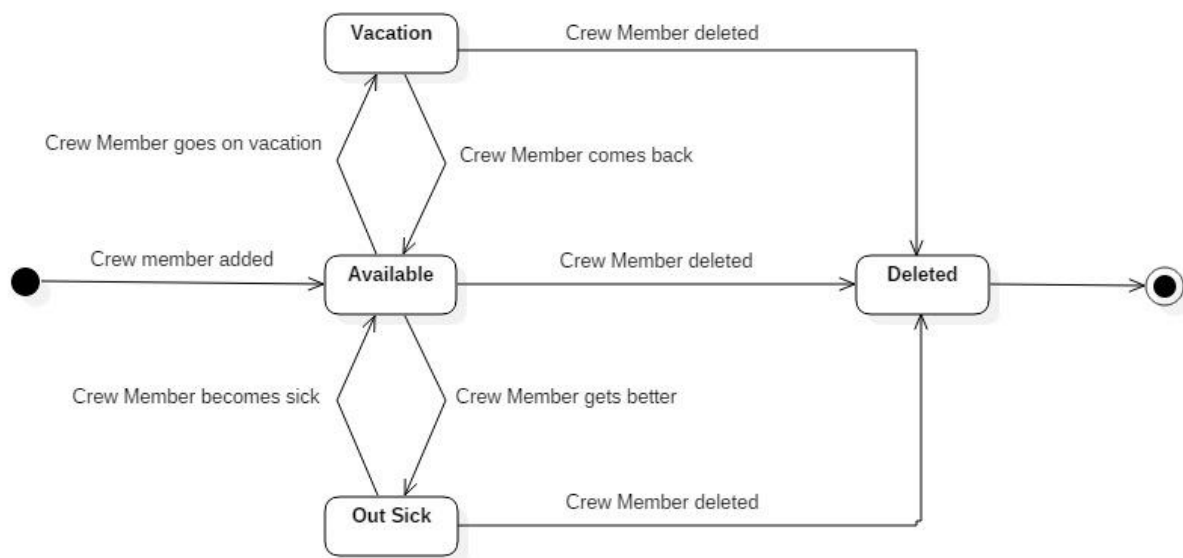 Vacation
Crew Member deleted
Crew Member goes on vacation
Crew Member comes back
Crew member added
Available
Crew Member deleted
Deleted
Crew Member becomes sick
Crew Member gets better
Out Sick
Crew Member deleted